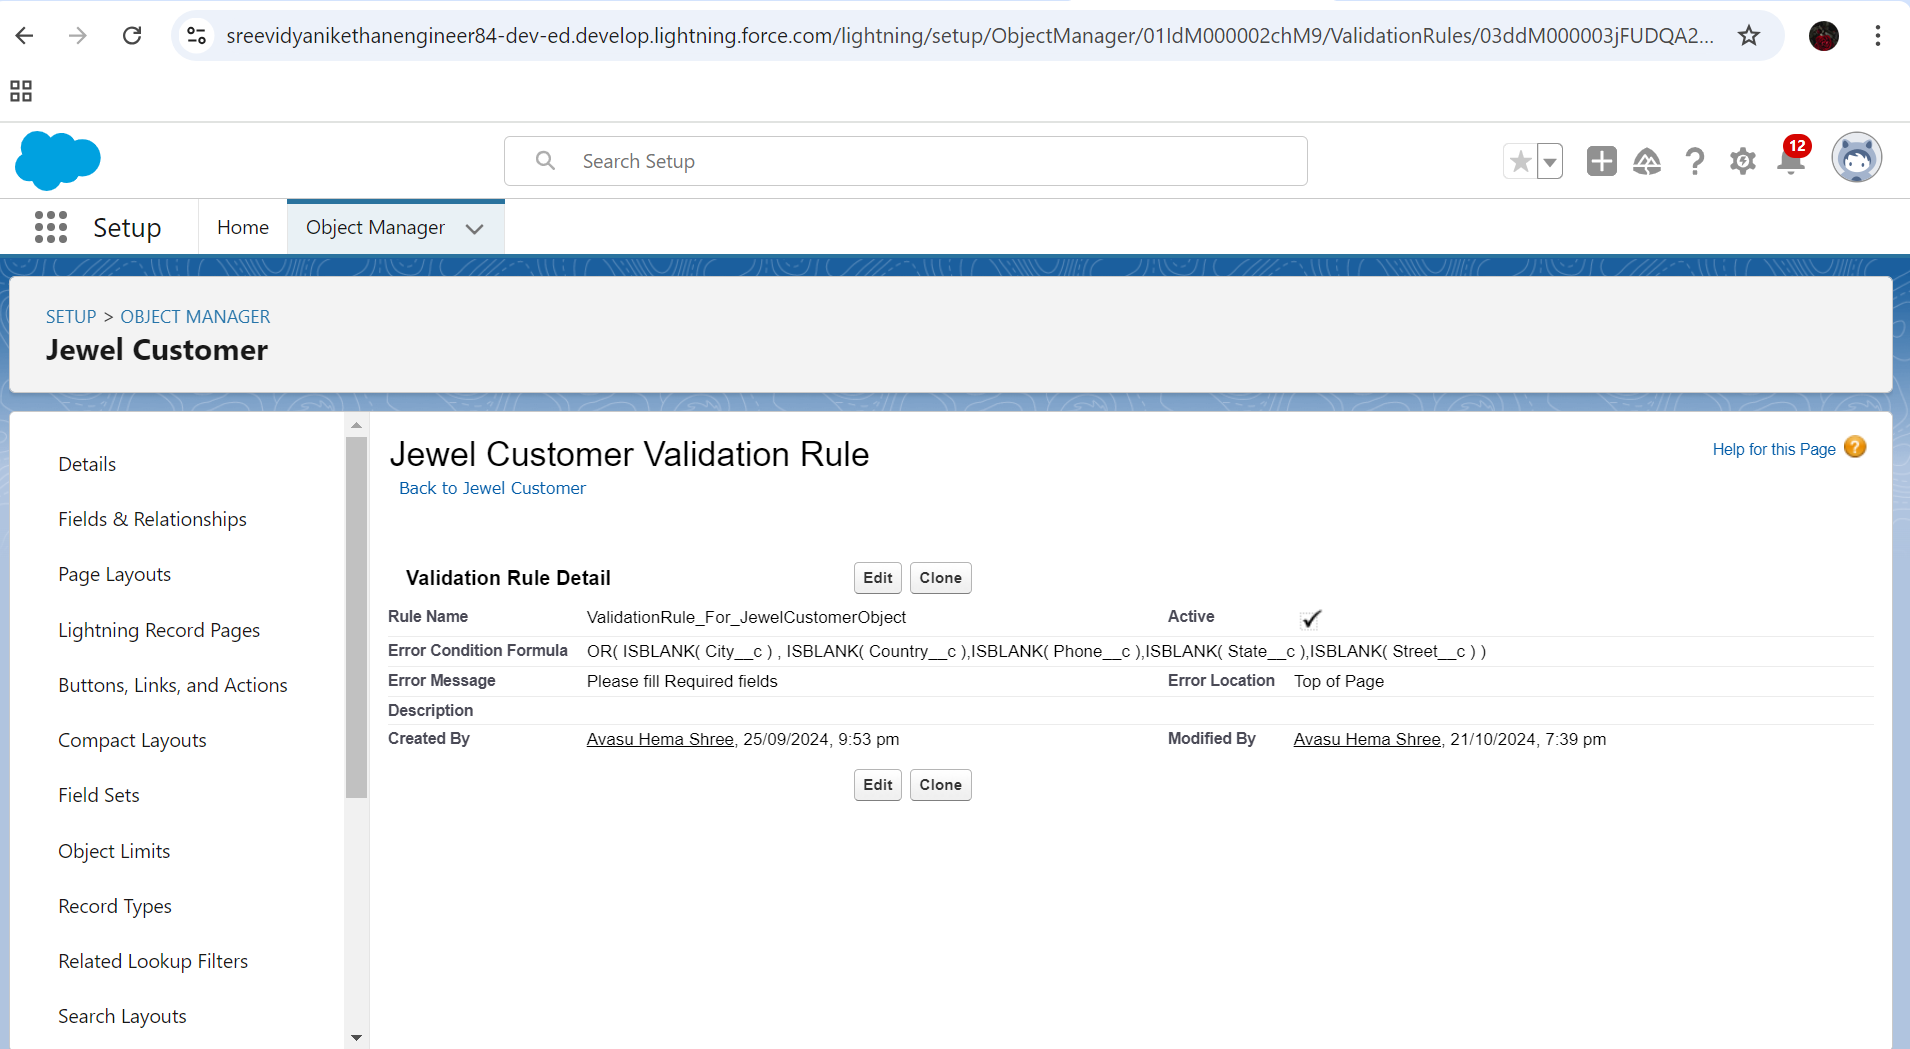 sreevidyanikethanengineer84-dev-ed.develop.lightning.force.com/lightning/setup/ObjectManager/01IdM000002chM9/ValidationRules/03ddM000003jFUDQA2...
Search Setup
12
Setup
Home
Object Manager
SETUP > OBJECT MANAGER
Jewel Customer
Details
Fields & Relationships
Page Layouts
Lightning Record Pages
Buttons, Links, and Actions
Compact Layouts
Field Sets
Object Limits
Record Types
Related Lookup Filters
Search Layouts
Jewel Customer Validation Rule
Help for this Page ?
Back to Jewel Customer
Validation Rule Detail Edit Clone
Rule Name ValidationRule_For_JewelCustomerObject Active
Error Condition Formula OR( ISBLANK( City__c ) , ISBLANK( Country__c ),ISBLANK( Phone__c ),ISBLANK( State__c ),ISBLANK( Street__c ) )
Error Message Please fill Required fields Error Location Top of Page
Description
Created By Avasu Hema Shree, 25/09/2024, 9:53 pm Modified By Avasu Hema Shree, 21/10/2024, 7:39 pm
Edit Clone